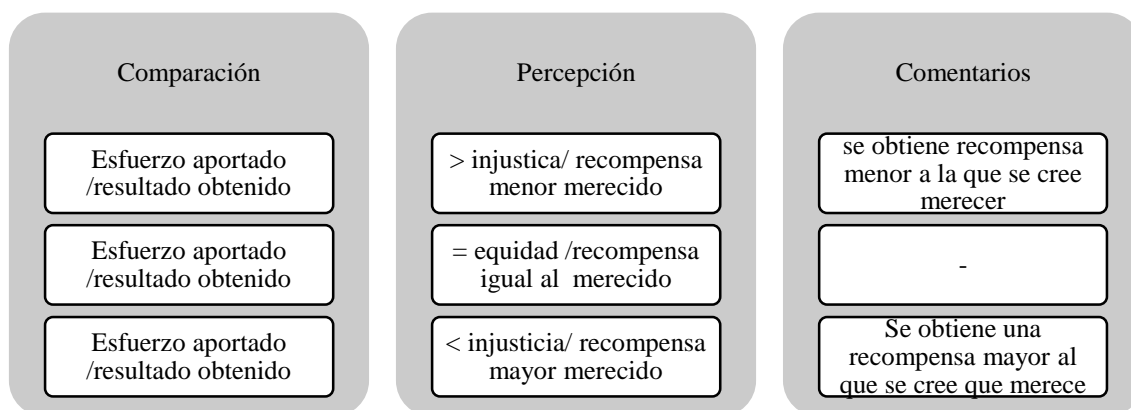 Comparación
Esfuerzo aportado
/resultado obtenido
Esfuerzo aportado
/resultado obtenido
Esfuerzo aportado
/resultado obtenido
Percepción
> injustica/ recompensa
menor merecido
= equidad /recompensa
igual al  merecido
< injusticia/ recompensa
mayor merecido
Comentarios
se obtiene recompensa
menor a la que se cree
merecer
-
Se obtiene una
recompensa mayor al
que se cree que merece